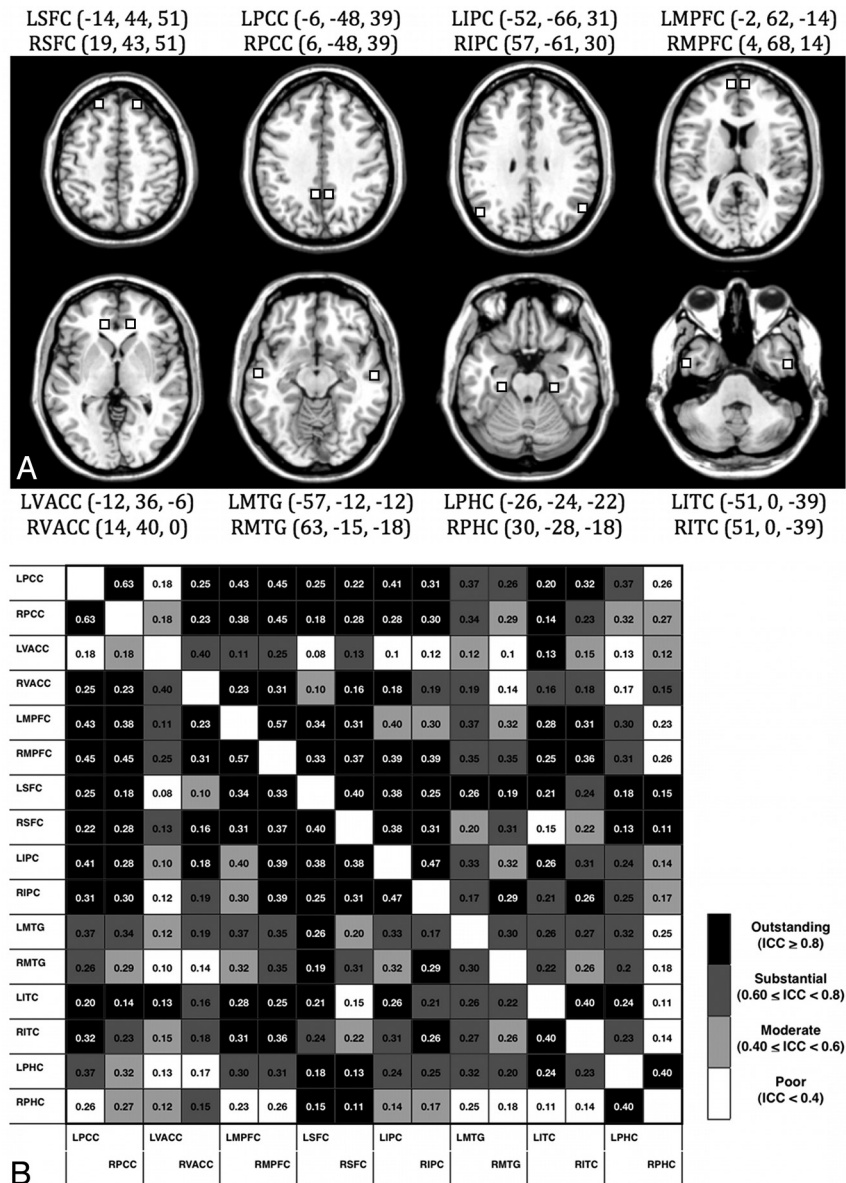 LSFC (-14, 44, 51) LPCC (-6, -48, 39) LIPC (-52, -66, 31) LMPFC (-2, 62, -14)
RSFC (19, 43, 51) RPCC (6, -48, 39) RIPC (57, -61, 30) RMPFC (4, 68, 14)
A
LVACC (-12, 36, -6) LMTG (-57, -12, -12) LPHC (-26, -24, -22) LITC (-51, 0, -39)
RVACC (14, 40, 0) RMTG (63, -15, -18) RPHC (30, -28, -18) RITC (51, 0, -39)
LPCC 0.63 0.18 0.25 0.43 0.45 0.25 0.22 0.41 0.31 0.37 0.26 0.20 0.32 0.37 0.26
RPCC 0.63 0.18 0.23 0.38 0.45 0.18 0.28 0.28 0.30 0.34 0.29 0.14 0.23 0.32 0.27
LVACC 0.18 0.18 0.40 0.11 0.25 0.08 0.13 0.1 0.12 0.12 0.1 0.13 0.15 0.13 0.12
RVACC 0.25 0.23 0.40 0.23 0.31 0.10 0.16 0.18 0.19 0.19 0.14 0.16 0.18 0.17 0.15
LMPFC 0.43 0.38 0.11 0.23 0.57 0.34 0.31 0.40 0.30 0.37 0.32 0.28 0.31 0.30 0.23
RMPFC 0.45 0.45 0.25 0.31 0.57 0.33 0.37 0.39 0.39 0.35 0.35 0.25 0.36 0.31 0.26
LSFC 0.25 0.18 0.08 0.10 0.34 0.33 0.40 0.38 0.25 0.26 0.19 0.21 0.24 0.18 0.15
RSFC 0.22 0.28 0.13 0.16 0.31 0.37 0.40 0.38 0.31 0.20 0.31 0.15 0.22 0.13 0.11
LIPC 0.41 0.28 0.10 0.18 0.40 0.39 0.38 0.38 0.47 0.33 0.32 0.26 0.31 0.24 0.14
RIPC 0.31 0.30 0.12 0.19 0.30 0.39 0.25 0.31 0.47 0.17 0.29 0.21 0.26 0.25 0.17
LMTG 0.37 0.34 0.12 0.19 0.37 0.35 0.26 0.20 0.33 0.17 0.30 0.26 0.27 0.32 0.25
RMTG 0.26 0.29 0.10 0.14 0.32 0.35 0.19 0.31 0.32 0.29 0.30 0.22 0.26 0.2 0.18
LITC 0.20 0.14 0.13 0.16 0.28 0.25 0.21 0.15 0.26 0.21 0.26 0.22 0.40 0.24 0.11
RITC 0.32 0.23 0.15 0.18 0.31 0.36 0.24 0.22 0.31 0.26 0.27 0.26 0.40 0.23 0.14
LPHC 0.37 0.32 0.13 0.17 0.30 0.31 0.18 0.13 0.24 0.25 0.32 0.20 0.24 0.23 0.40
RPHC 0.26 0.27 0.12 0.15 0.23 0.26 0.15 0.11 0.14 0.17 0.25 0.18 0.11 0.14 0.40
LPCC LVACC LMPFC LSFC LIPC LMTG LITC LPHC
RPCC RVACC RMPFC RSFC RIPC RMTG RITC RPHC
B
Outstanding
(ICC ≥ 0.8)
Substantial
(0.60 ≤ ICC < 0.8)
Moderate
(0.40 ≤ ICC < 0.6)
Poor
(ICC < 0.4)